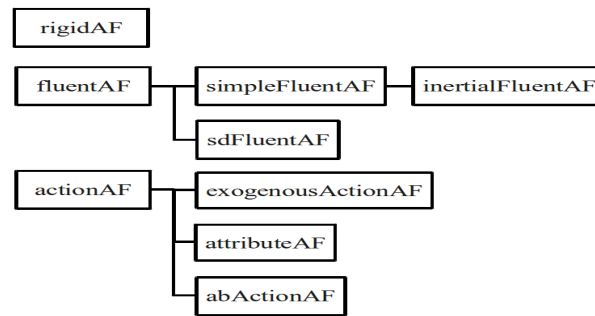 rigidAF
fluentAF
simpleFluentAF
inertialFluentAF
sdFluentAF
actionAF
exogenousActionAF
attributeAF
abActionAF